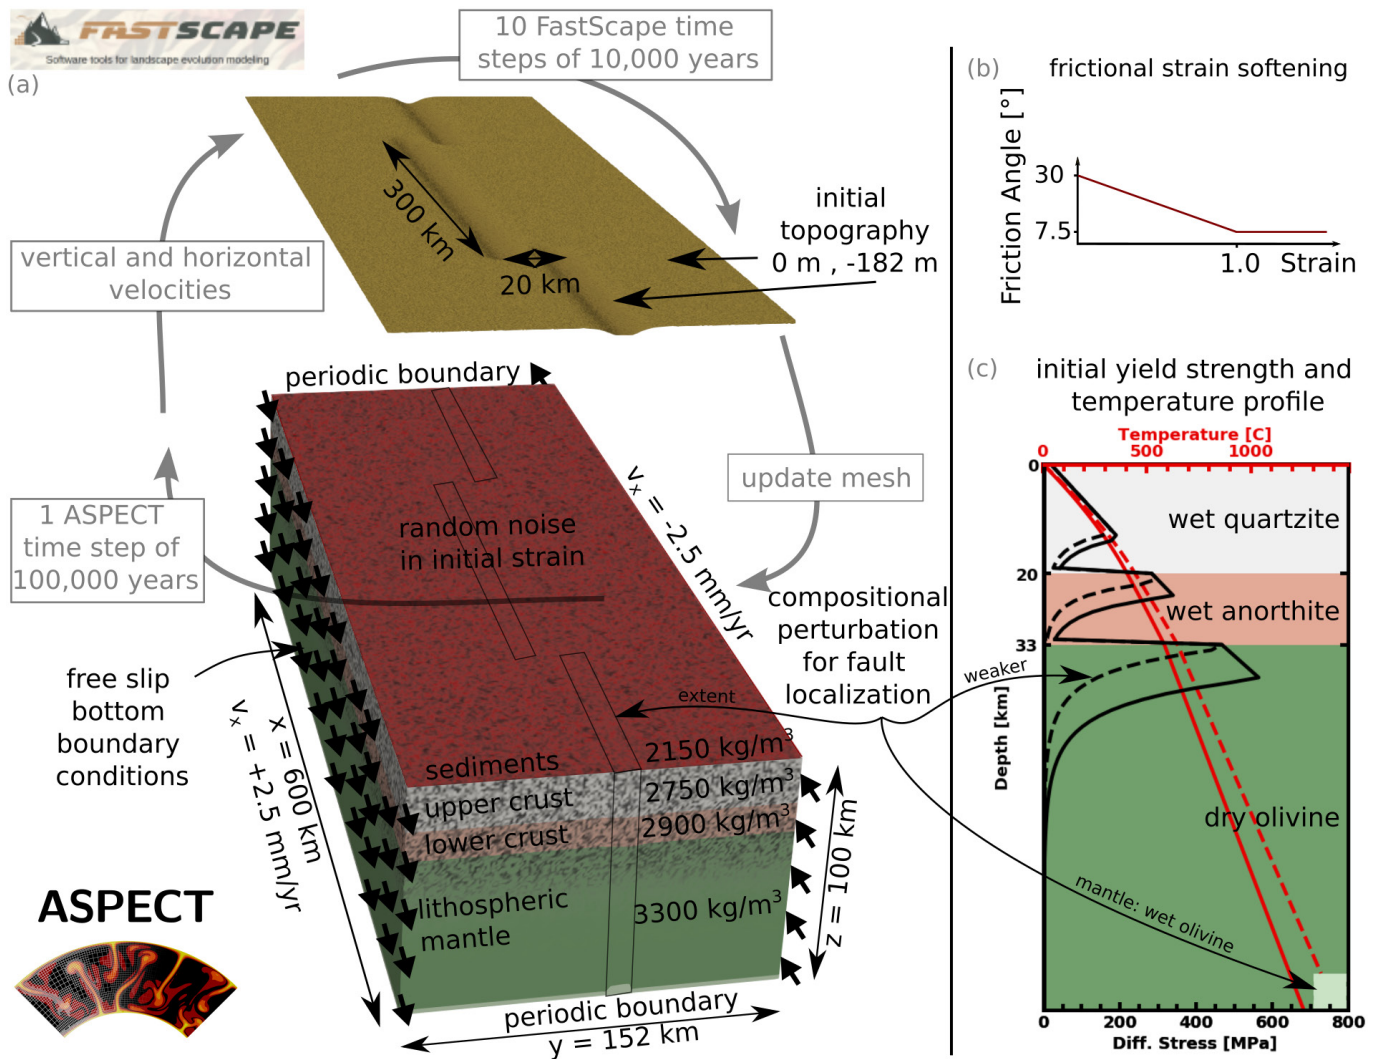 FASTSCAPE
Software tools for landscape evolution modeling
(a)
10 FastScape time
steps of 10,000 years
vertical and horizontal
velocities
300 km
20 km
initial
topography
0 m , -182 m
periodic boundary
update mesh
1 ASPECT
time step of
100,000 years
random noise
in initial strain
vₓ = -2.5 mm/yr
compositional
perturbation
for fault
localization
extent
weaker
mantle: wet olivine
free slip
bottom
boundary
conditions
x = 600 km
vₓ = +2.5 mm/yr
sediments
2150 kg/m³
upper crust
2750 kg/m³
lower crust
2900 kg/m³
lithospheric
mantle
3300 kg/m³
z = 100 km
periodic boundary
y = 152 km
ASPECT
(b)
frictional strain softening
Friction Angle [°]
30
7.5
1.0
Strain
(c)
initial yield strength and
temperature profile
Temperature [C]
0
500
1000
0
20
33
Depth [km]
wet quartzite
wet anorthite
dry olivine
0
200
400
600
800
Diff. Stress [MPa]